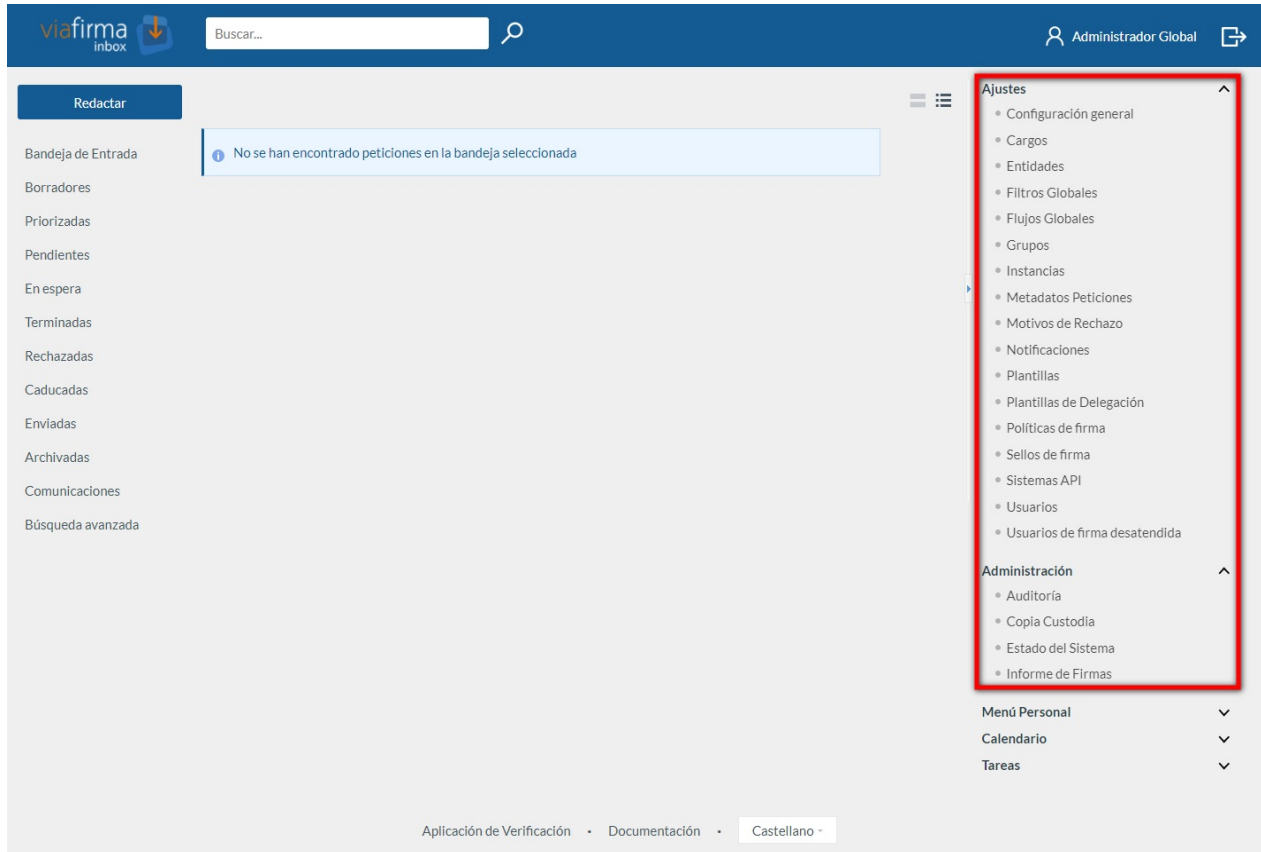 viafirma
inbox
Buscar...
Administrador Global
Redactar
Bandeja de Entrada
Borradores
Priorizadas
Pendientes
En espera
Terminadas
Rechazadas
Caducadas
Enviadas
Archivadas
Comunicaciones
Búsqueda avanzada
No se han encontrado peticiones en la bandeja seleccionada
Ajustes
Configuración general
Cargos
Entidades
Filtros Globales
Flujos Globales
Grupos
Instancias
Metadatos Peticiones
Motivos de Rechazo
Notificaciones
Plantillas
Plantillas de Delegación
Políticas de firma
Sellos de firma
Sistemas API
Usuarios
Usuarios de firma desatendida
Administración
Auditoría
Copia Custodia
Estado del Sistema
Informe de Firmas
Menú Personal
Calendario
Tareas
Aplicación de Verificación • Documentación • Castellano